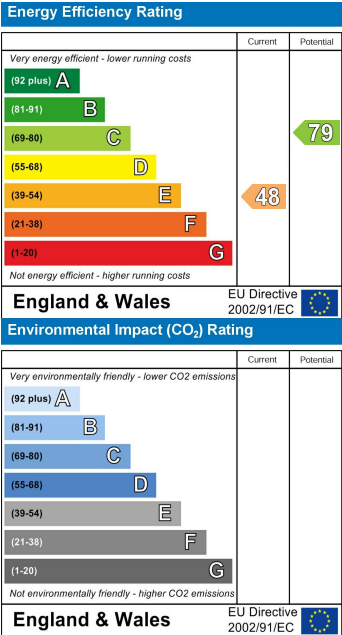 Energy Efficiency Rating
Current Potential
Very energy efficient - lower running costs
(92 plus) A
(81-91) B
(69-80) C
79
(55-68) D
(39-54) E
48
(21-38) F
(1-20) G
Not energy efficient - higher running costs
England & Wales
EU Directive
2002/91/EC
Environmental Impact (CO₂) Rating
Current Potential
Very environmentally friendly - lower CO2 emissions
(92 plus) A
(81-91) B
(69-80) C
(55-68) D
(39-54) E
(21-38) F
(1-20) G
Not environmentally friendly - higher CO2 emissions
England & Wales
EU Directive
2002/91/EC